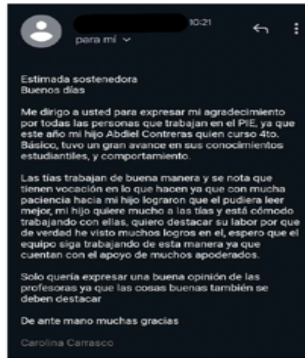 10:21
para mí
Estimada sostenedora
Buenos días
Me dirijo a usted para expresar mi agradecimiento
por todas las personas que trabajan en el PIE, ya que
este año mi hijo Abdiel Contreras quien curso 4to.
Básico, tuvo un gran avance en sus conocimientos
estudiantiles, y comportamiento.
Las tías trabajan de buena manera y se nota que
tienen vocación en lo que hacen ya que con mucha
paciencia hacia mi hijo lograron que el pudiera leer
mejor, mi hijo quiere mucho a las tías y está cómodo
trabajando con ellas, quiero destacar su labor por que
de verdad he visto muchos logros en el, espero que el
equipo siga trabajando de esta manera ya que
cuentan con el apoyo de muchos apoderados.
Solo quería expresar una buena opinión de las
profesoras ya que las cosas buenas también se
deben destacar
De ante mano muchas gracias
Carolina Carrasco